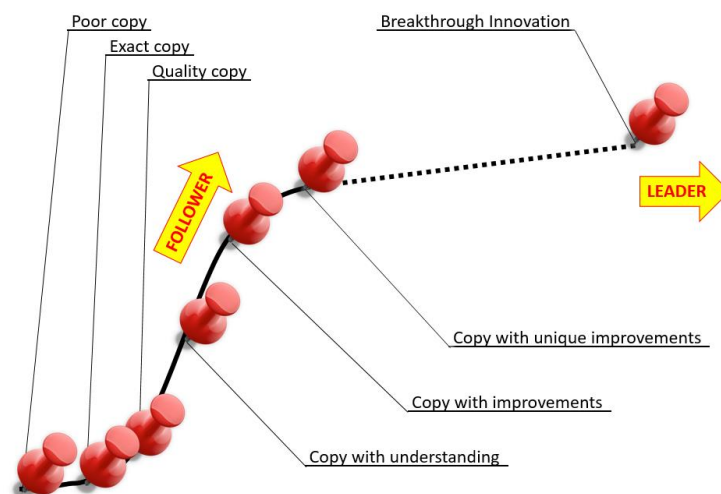 Poor copy
Breakthrough Innovation
Exact copy
Quality copy
FOLLOWER
LEADER
Copy with unique improvements
Copy with improvements
Copy with understanding